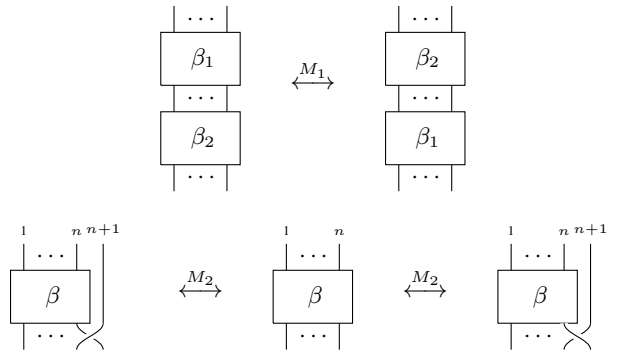 ··· ···
β₁ M₁ β₂
··· ···
β₂ β₁
··· ···
1 n n+1 1 n 1 n n+1
··· ··· ···
β M₂ β M₂ β
··· ··· ···